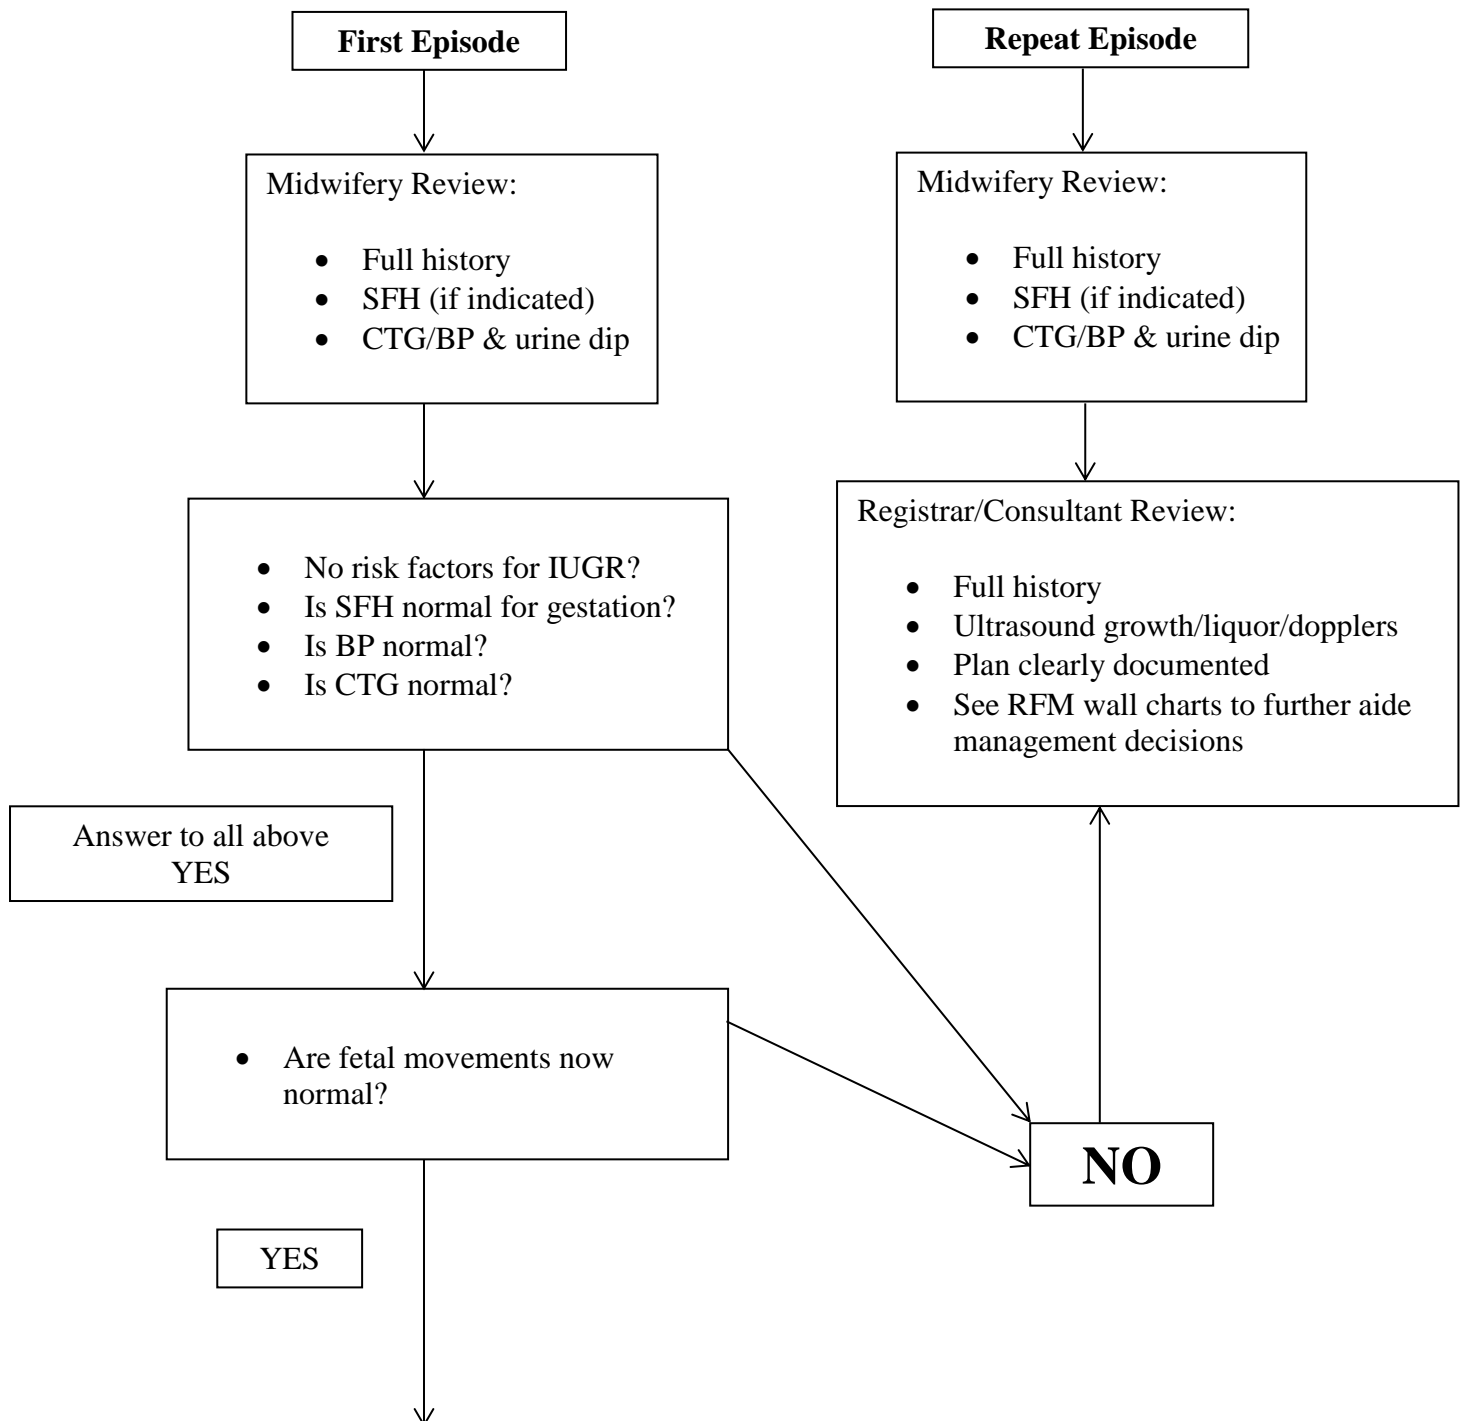 First Episode
Repeat Episode
Midwifery Review:
• Full history
• SFH (if indicated)
• CTG/BP & urine dip
Midwifery Review:
• Full history
• SFH (if indicated)
• CTG/BP & urine dip
• No risk factors for IUGR?
• Is SFH normal for gestation?
• Is BP normal?
• Is CTG normal?
Registrar/Consultant Review:
• Full history
• Ultrasound growth/liquor/dopplers
• Plan clearly documented
• See RFM wall charts to further aide
management decisions
Answer to all above
YES
• Are fetal movements now
normal?
NO
YES